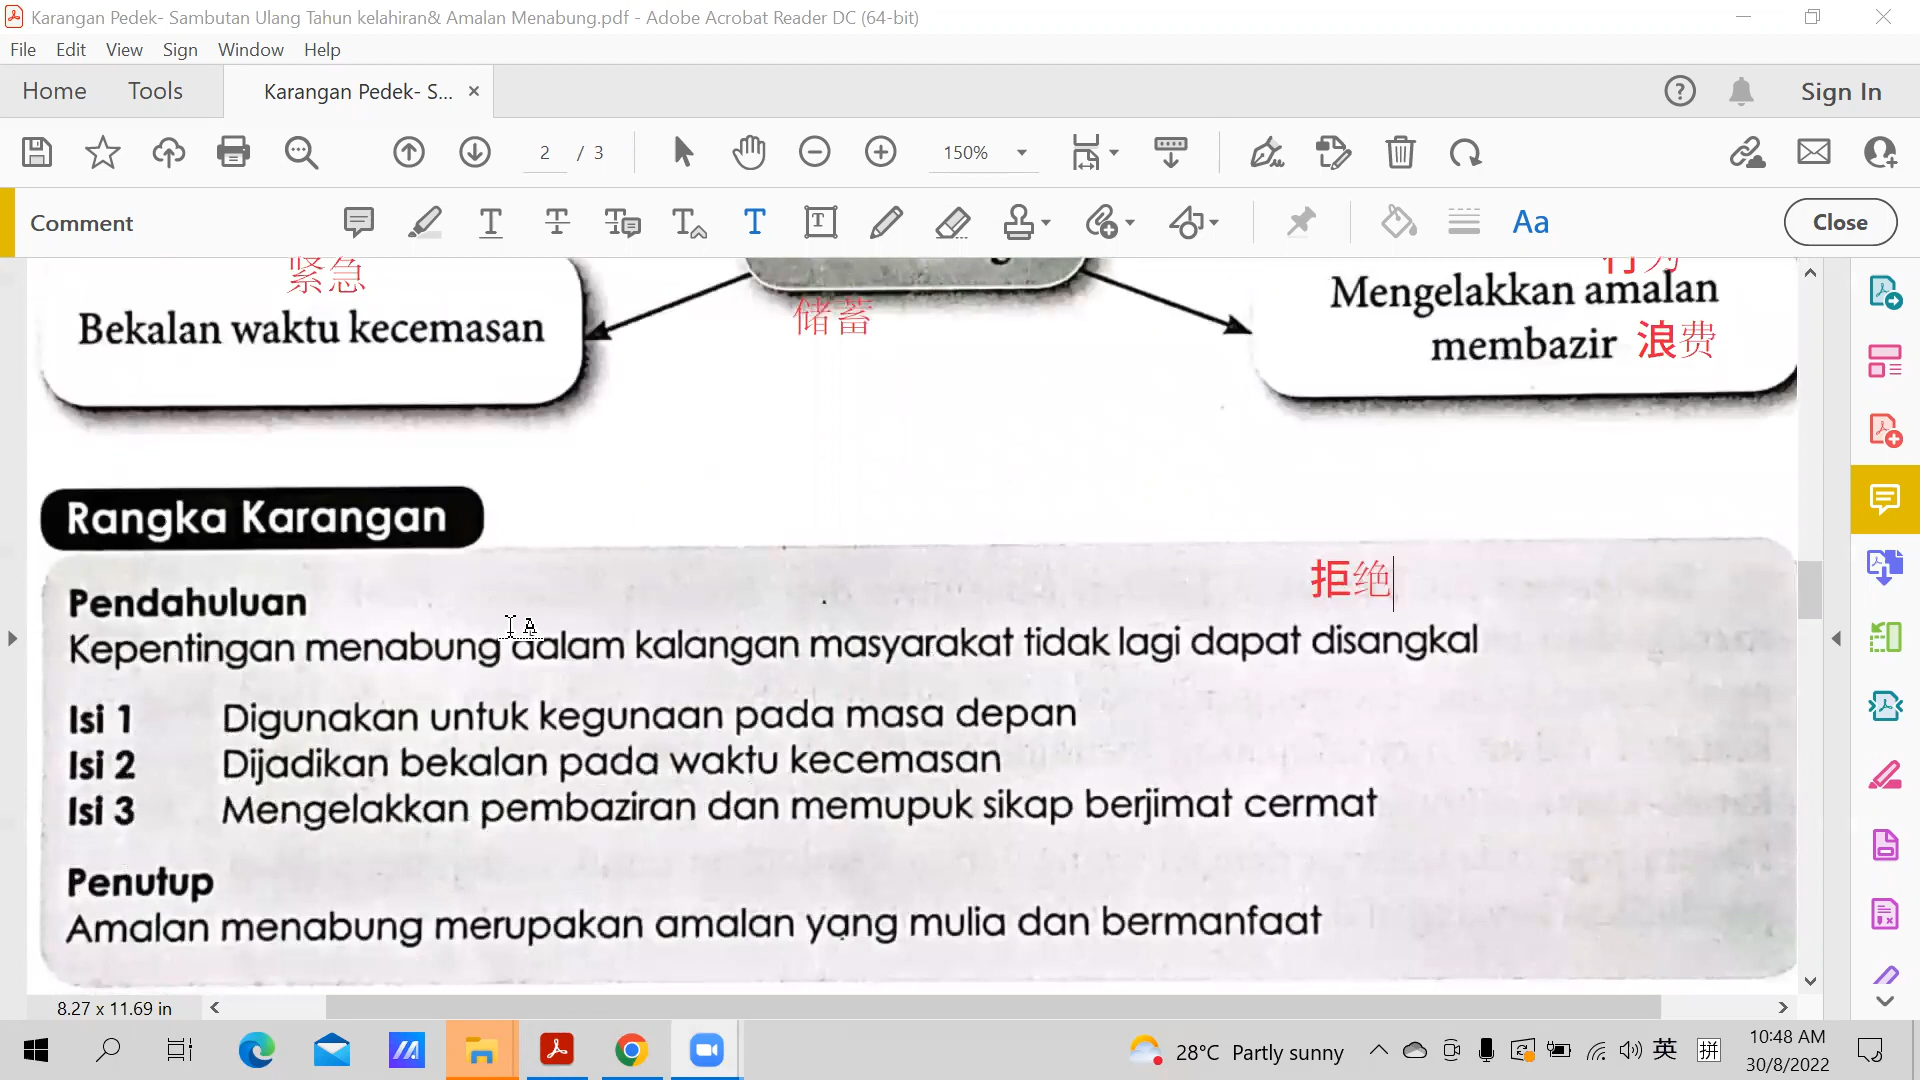 Karangan Pedek- Sambutan Ulang Tahun kelahiran& Amalan Menabung.pdf - Adobe Acrobat Reader DC (64-bit)
File Edit View Sign Window Help
Home Tools Karangan Pedek- S... × Sign In
2 / 3 150%
Comment Aa Close
紧急
Bekalan waktu kecemasan
储蓄
行为
Mengelakkan amalan
membazir 浪费
Rangka Karangan
拒绝
Pendahuluan
Kepentingan menabung dalam kalangan masyarakat tidak lagi dapat disangkal
Isi 1 Digunakan untuk kegunaan pada masa depan
Isi 2 Dijadikan bekalan pada waktu kecemasan
Isi 3 Mengelakkan pembaziran dan memupuk sikap berjimat cermat
Penutup
Amalan menabung merupakan amalan yang mulia dan bermanfaat
8.27 x 11.69 in
28°C Partly sunny 英 拼 10:48 AM
30/8/2022